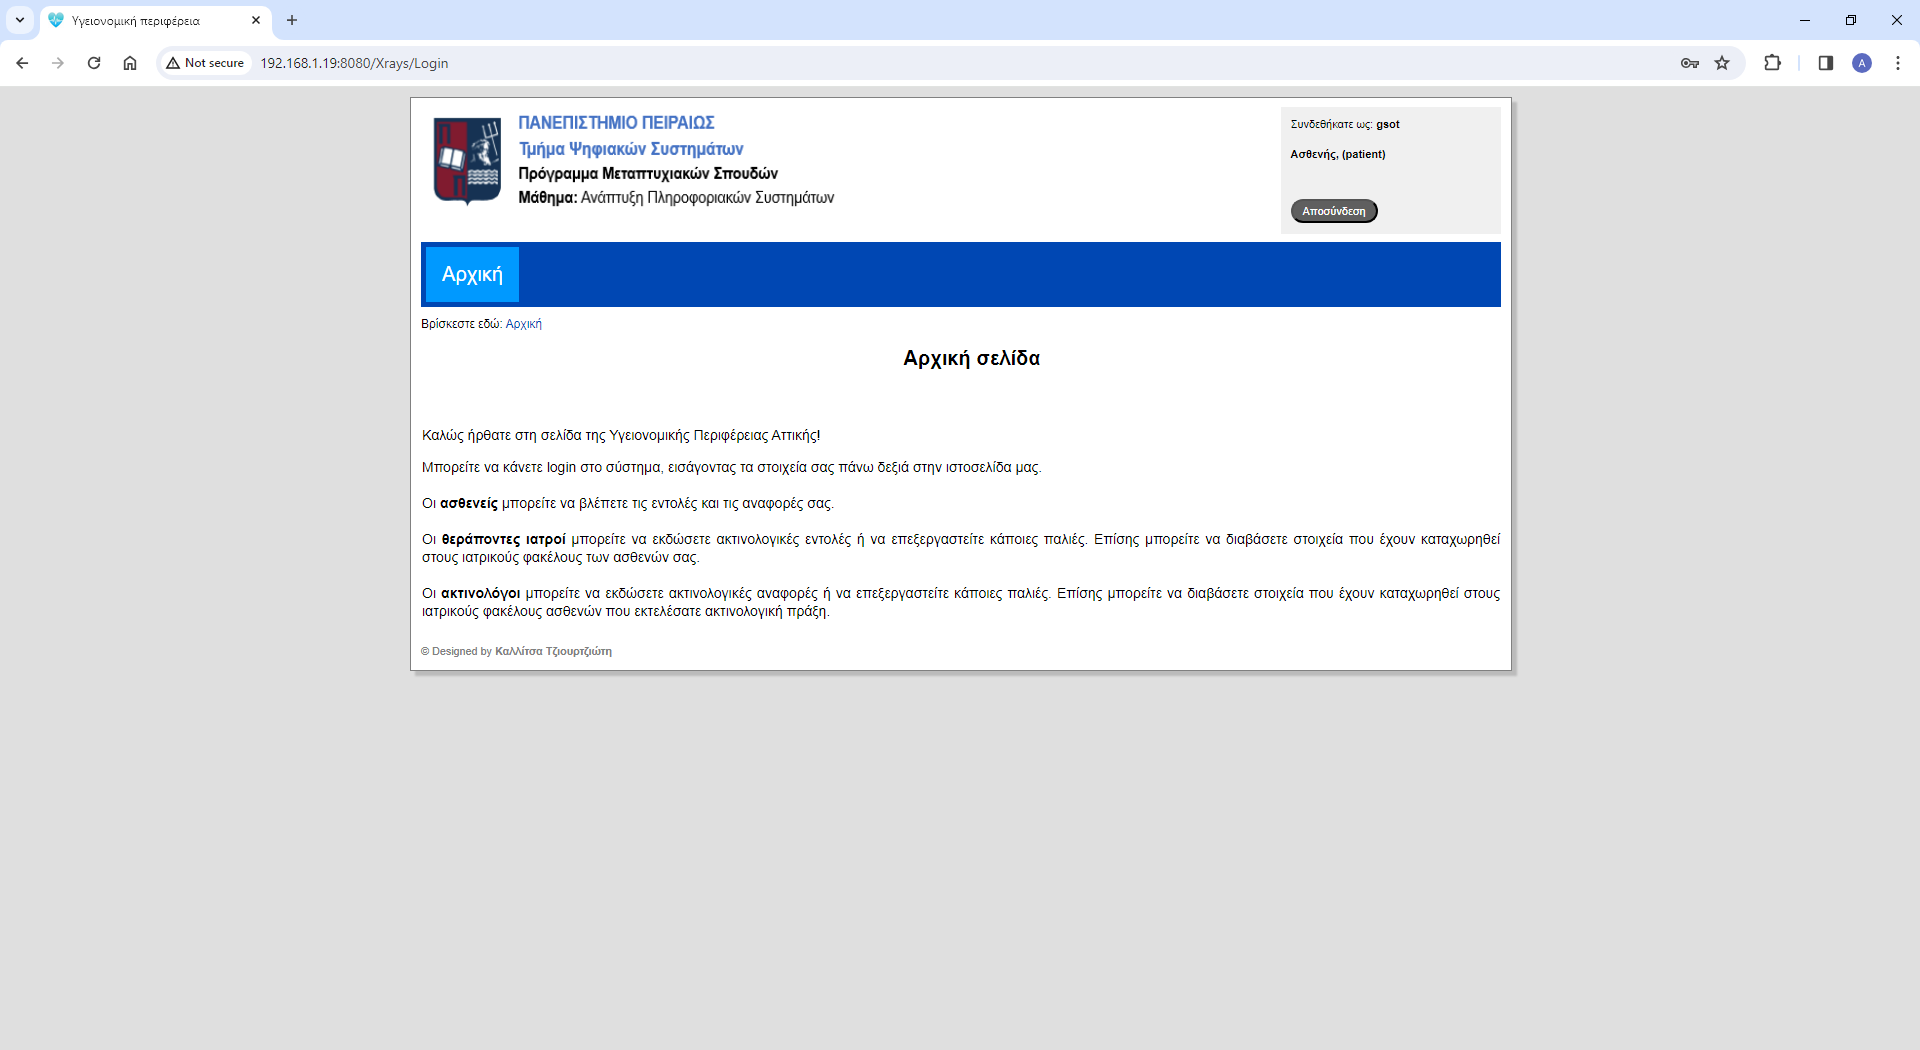 Υγειονομική περιφέρεια
Not secure
192.168.1.19:8080/Xrays/Login
A
ΠΑΝΕΠΙΣΤΗΜΙΟ ΠΕΙΡΑΙΩΣ
Τμήμα Ψηφιακών Συστημάτων
Πρόγραμμα Μεταπτυχιακών Σπουδών
Μάθημα: Ανάπτυξη Πληροφοριακών Συστημάτων
Συνδεθήκατε ως: gsot
Ασθενής, (patient)
Αποσύνδεση
Αρχική
Βρίσκεστε εδώ: Αρχική
Αρχική σελίδα
Καλώς ήρθατε στη σελίδα της Υγειονομικής Περιφέρειας Αττικής!
Μπορείτε να κάνετε login στο σύστημα, εισάγοντας τα στοιχεία σας πάνω δεξιά στην ιστοσελίδα μας.
Οι ασθενείς μπορείτε να βλέπετε τις εντολές και τις αναφορές σας.
Οι θεράποντες ιατροί μπορείτε να εκδώσετε ακτινολογικές εντολές ή να επεξεργαστείτε κάποιες παλιές. Επίσης μπορείτε να διαβάσετε στοιχεία που έχουν καταχωρηθεί
στους ιατρικούς φακέλους των ασθενών σας.
Οι ακτινολόγοι μπορείτε να εκδώσετε ακτινολογικές αναφορές ή να επεξεργαστείτε κάποιες παλιές. Επίσης μπορείτε να διαβάσετε στοιχεία που έχουν καταχωρηθεί στους
ιατρικούς φακέλους ασθενών που εκτελέσατε ακτινολογική πράξη.
© Designed by Καλλίτσα Τζιουρτζιώτη